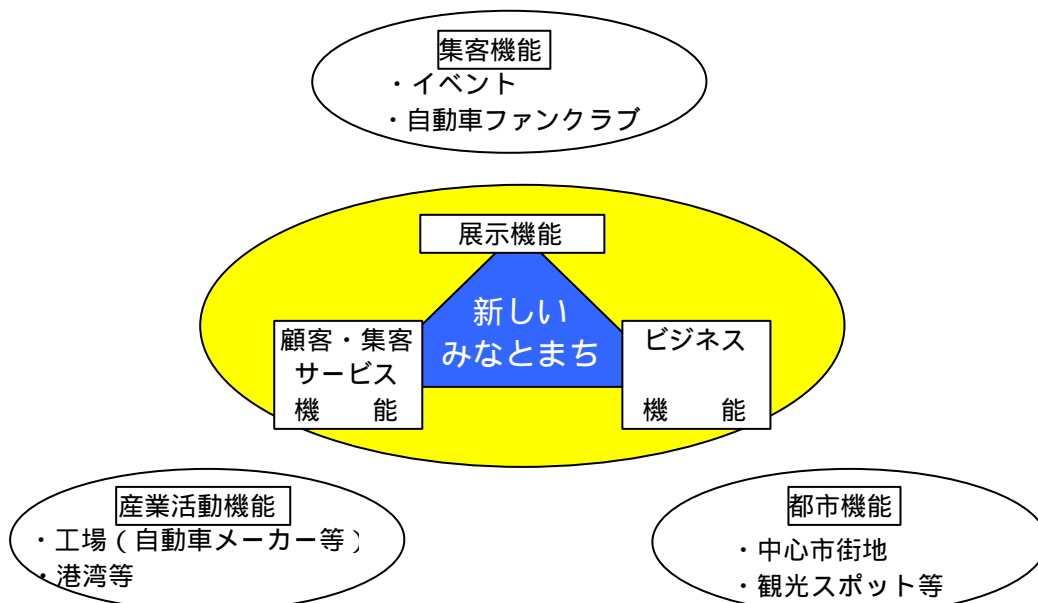 集客機能
・イベント
・自動車ファンクラブ
展示機能
新しい
みなとまち
顧客・集客
サービス
機　　能
ビジネス
機　　能
産業活動機能
・工場（自動車メーカー等）
・港湾等
都市機能
・中心市街地
・観光スポット等